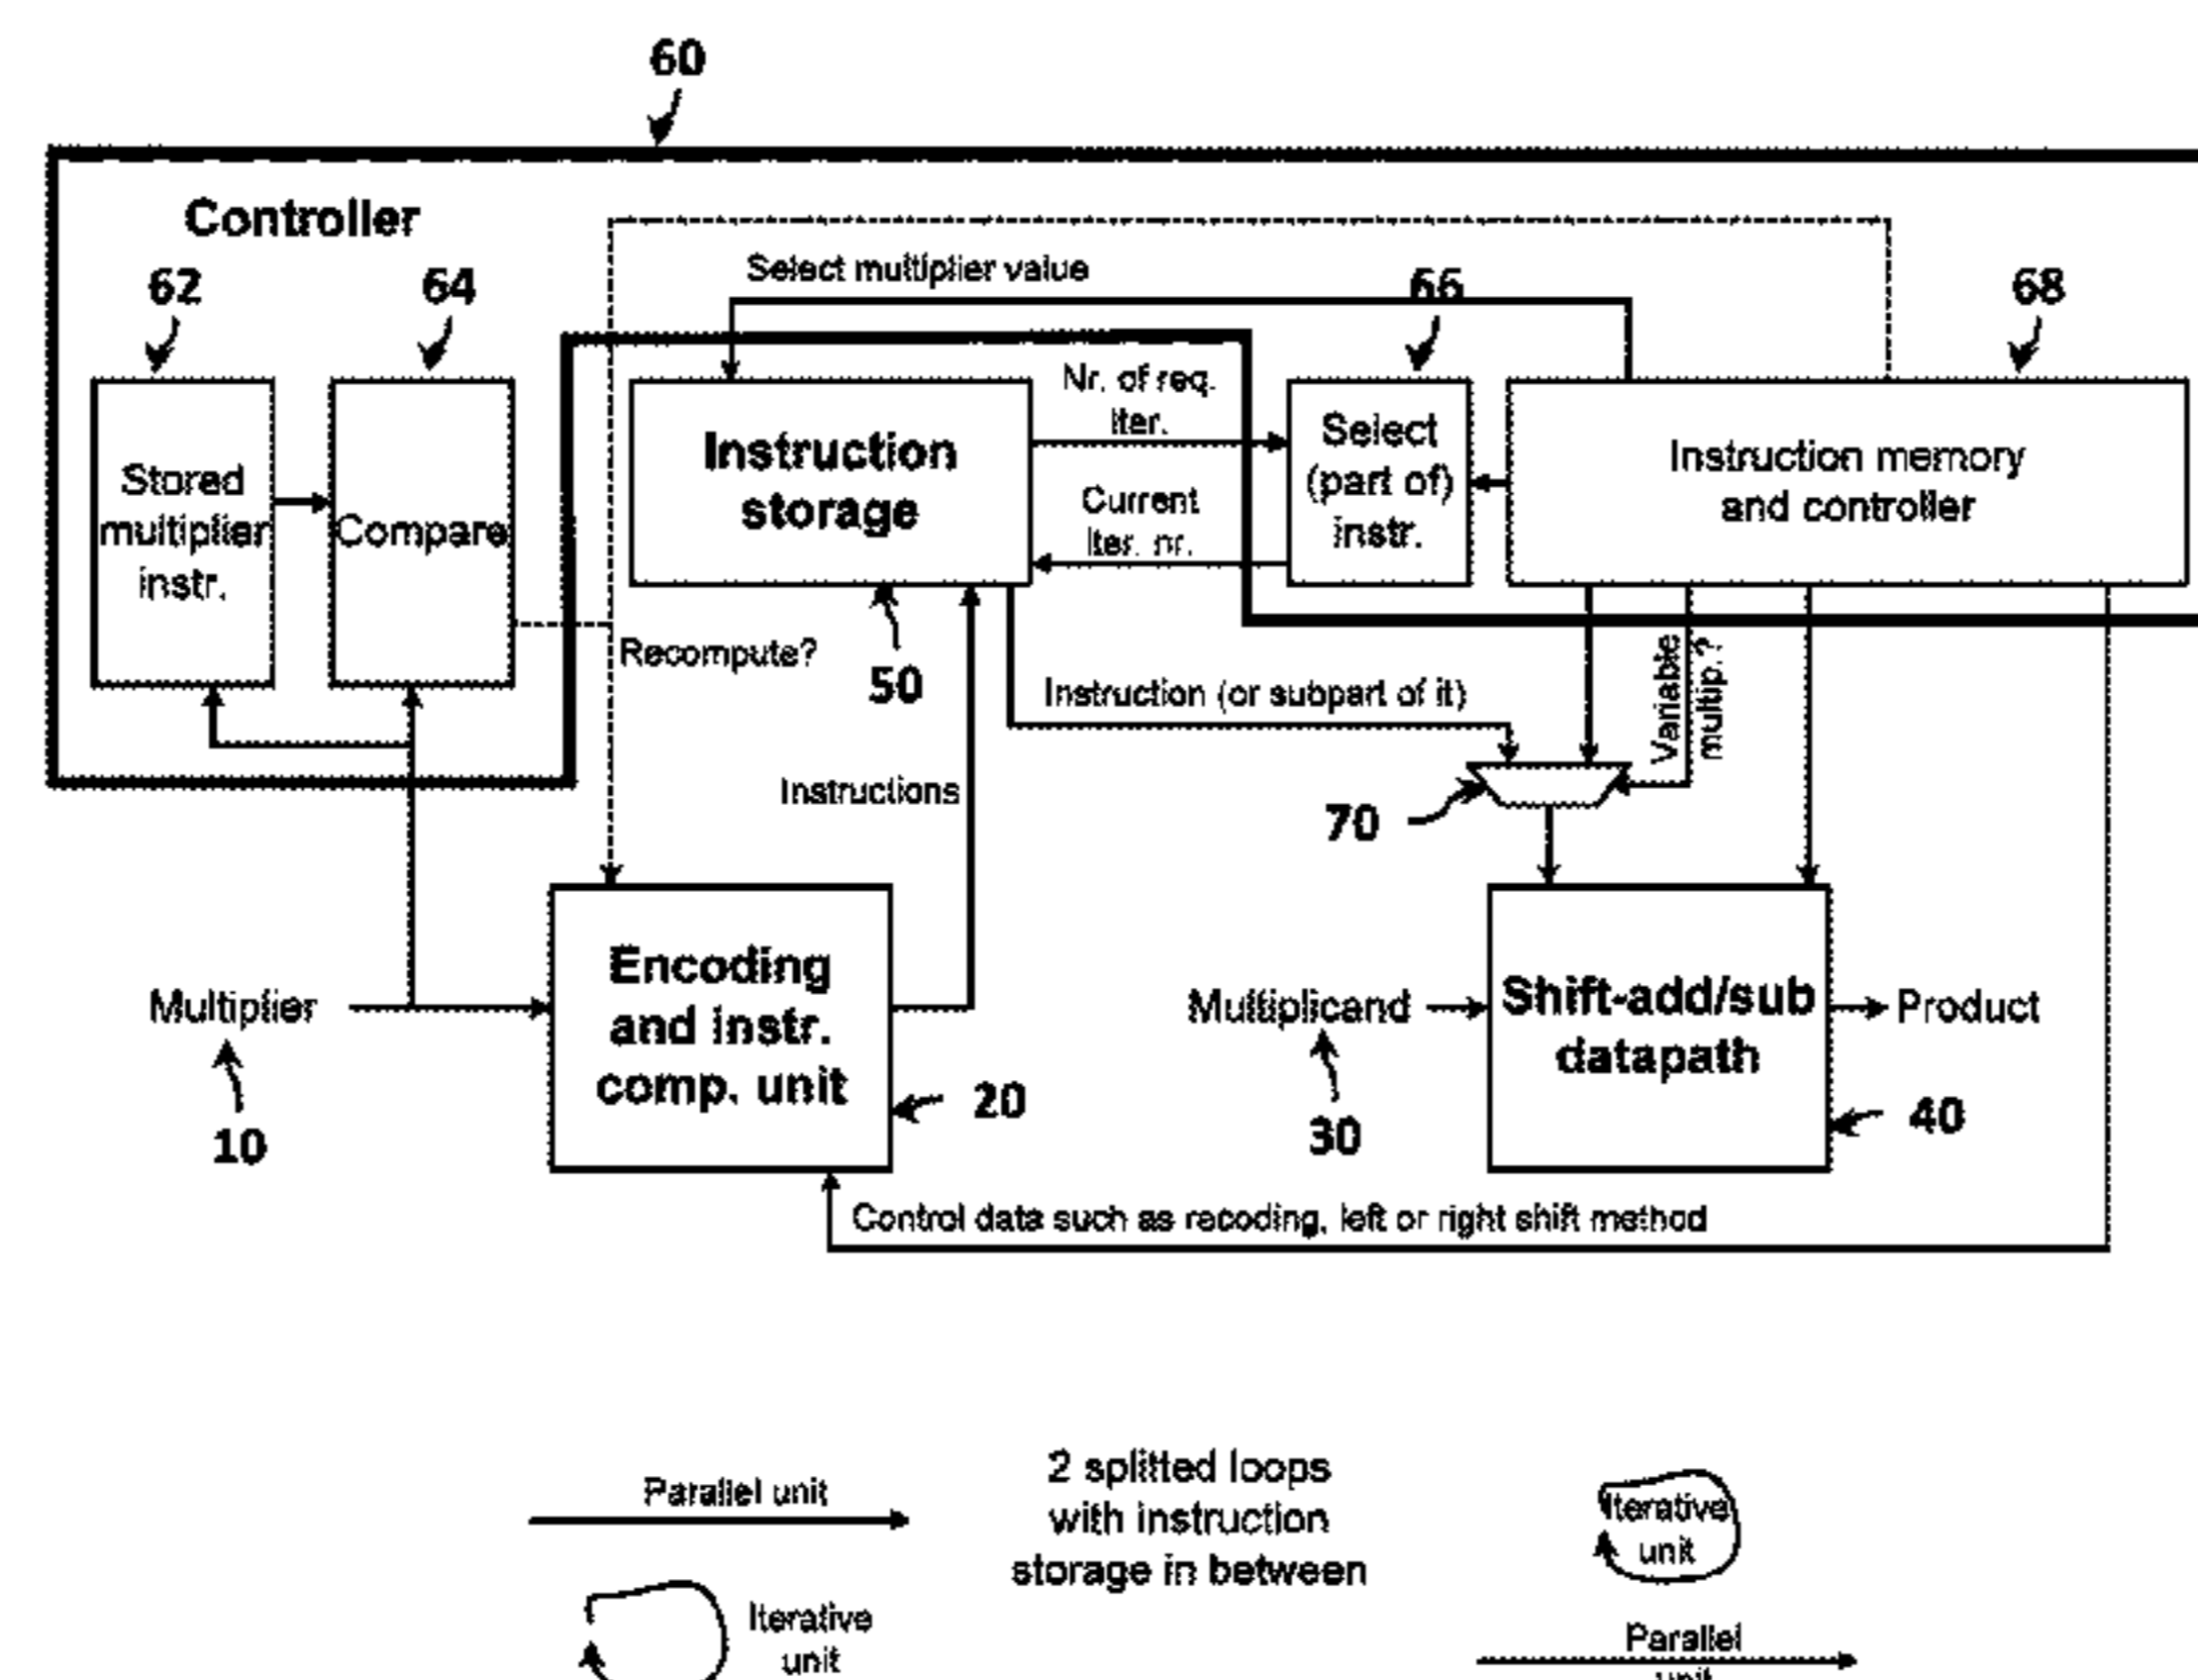 60
Controller
Select multiplier value
62
64
66
68
Nr. of req.
Iter.
Stored
multiplier
instr.
Compare
Instruction
storage
Current
Iter. nr.
Select
(part of)
instr.
Instruction memory
and controller
Recompute?
50
Instruction (or subpart of it)
Variable
multip.?
Instructions
70
Multiplier
10
Encoding
and instr.
comp. unit
20
Multiplicand
30
Shift-add/sub
datapath
40
Product
Control data such as recoding, left or right shift method
Parallel unit
2 splitted loops
with instruction
storage in between
Iterative
unit
Iterative
unit
Parallel
unit